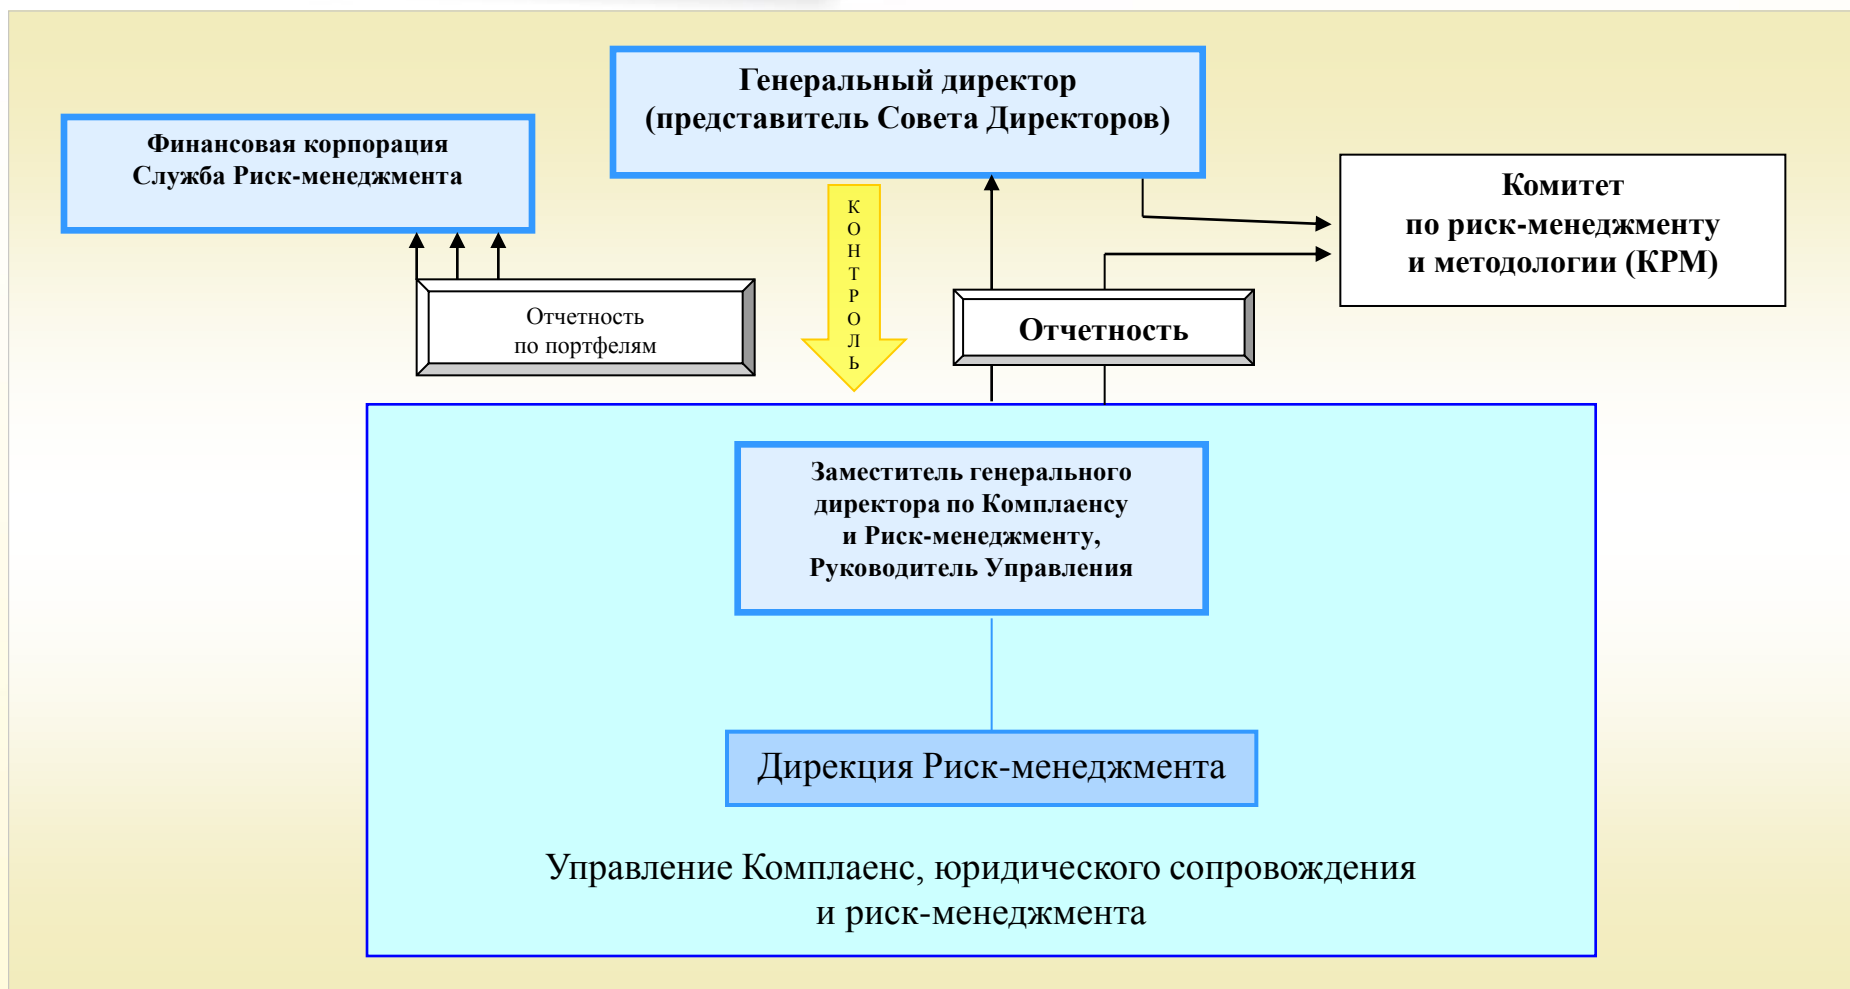 Генеральный директор
(представитель Совета Директоров)
Финансовая корпорация
Служба Риск-менеджмента
Комитет
по риск-менеджменту
и методологии (КРМ)
КОНТРОЛЬ
Отчетность
по портфелям
Отчетность
Заместитель генерального
директора по Комплаенсу
и Риск-менеджменту,
Руководитель Управления
Дирекция Риск-менеджмента
Управление Комплаенс, юридического сопровождения
и риск-менеджмента